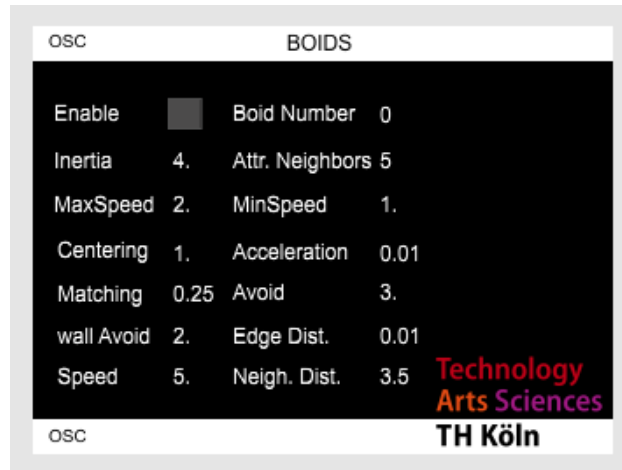 OSC BOIDS
Enable Boid Number 0
Inertia 4. Attr. Neighbors 5
MaxSpeed 2. MinSpeed 1.
Centering 1. Acceleration 0.01
Matching 0.25 Avoid 3.
wall Avoid 2. Edge Dist. 0.01
Speed 5. Neigh. Dist. 3.5
Technology
Arts Sciences
TH Köln
OSC